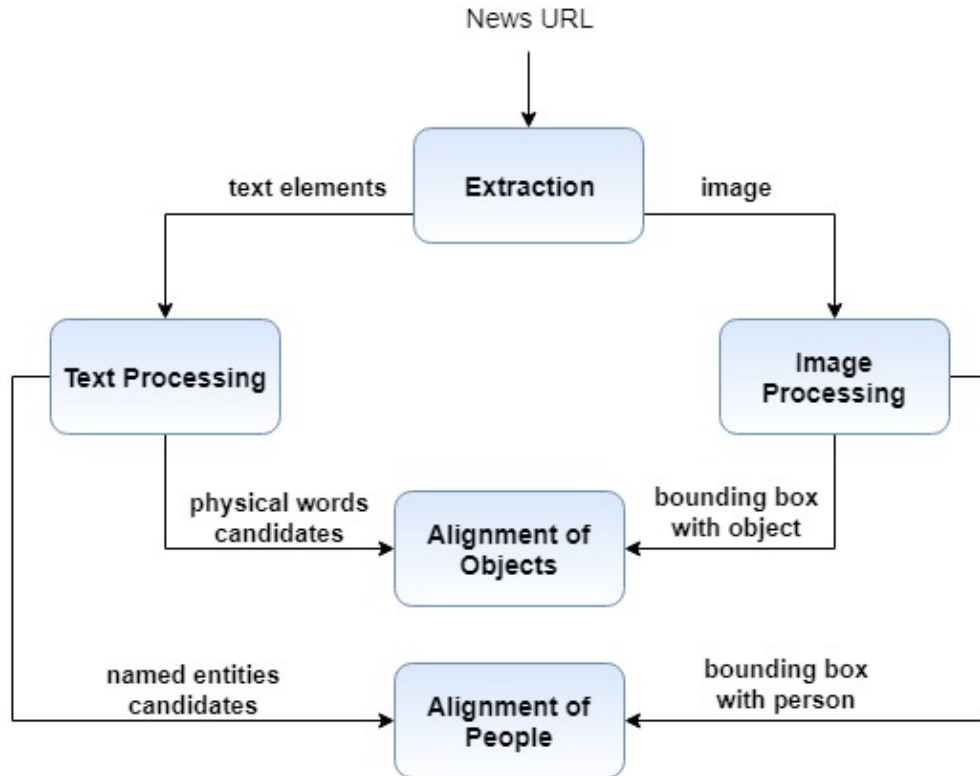 News URL
text elements
Extraction
image
Text Processing
Image
Processing
physical words
candidates
Alignment of
Objects
bounding box
with object
named entities
candidates
Alignment of
People
bounding box
with person